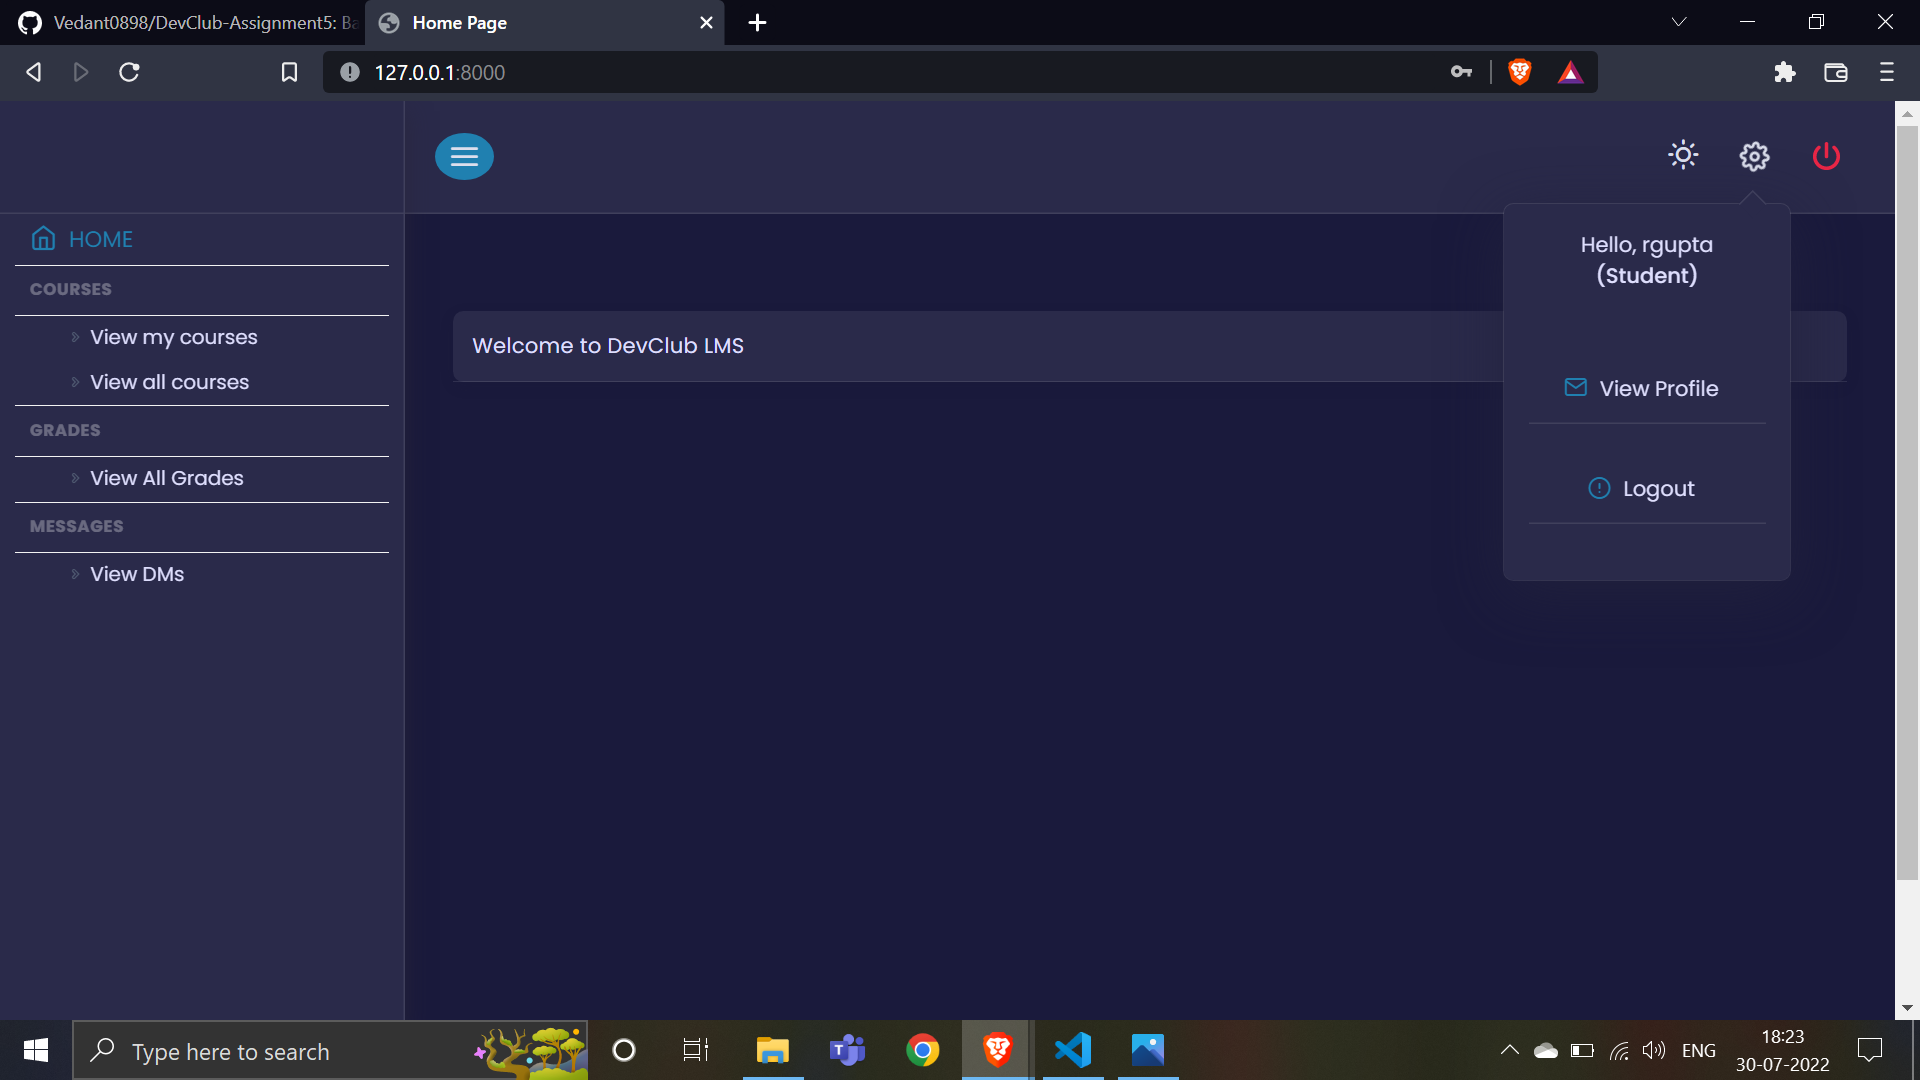 Vedant0898/DevClub-Assignment5: Ba
Home Page
127.0.0.1:8000
HOME
COURSES
View my courses
View all courses
GRADES
View All Grades
MESSAGES
View DMs
Welcome to DevClub LMS
Hello, rgupta
(Student)
View Profile
Logout
Type here to search
ENG
18:23
30-07-2022